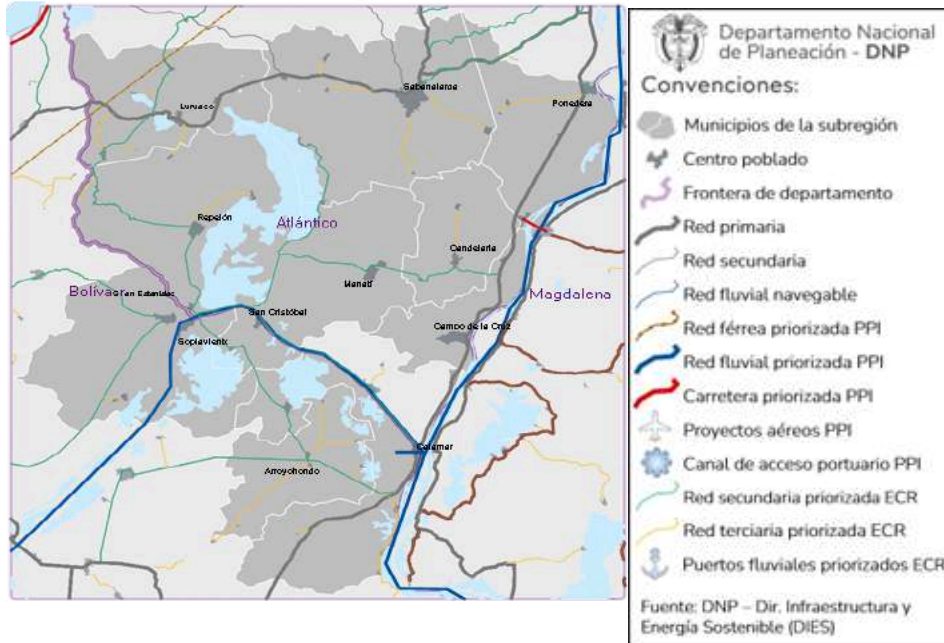 Luruaco
Sabanalarga
Ponedera
Repelón
Atlántico
Candelaria
Manatí
Bolívar
San Estanislao
Magdalena
San Cristóbal
Campo de la Cruz
Soplaviento
Calamar
Arroyohondo
Departamento Nacional
de Planeación - DNP
Convenciones:
Municipios de la subregión
Centro poblado
Frontera de departamento
Red primaria
Red secundaria
Red fluvial navegable
Red férrea priorizada PPI
Red fluvial priorizada PPI
Carretera priorizada PPI
Proyectos aéreos PPI
Canal de acceso portuario PPI
Red secundaria priorizada ECR
Red terciaria priorizada ECR
Puertos fluviales priorizados ECR
Fuente: DNP – Dir. Infraestructura y
Energía Sostenible (DIES)